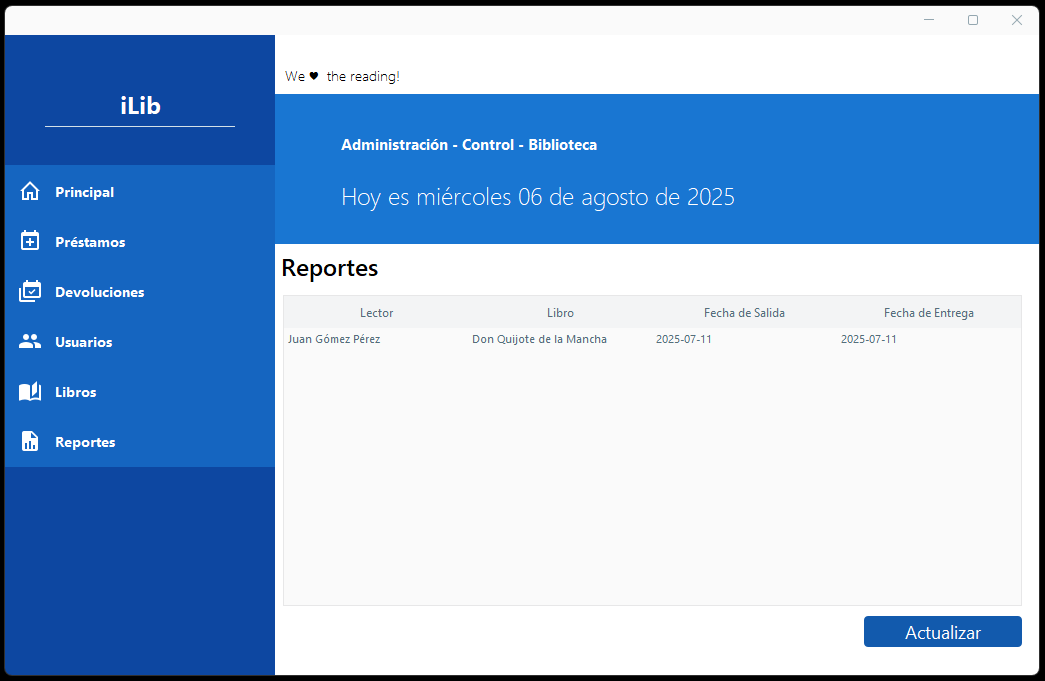 We ♥ the reading!
iLib
Administración - Control - Biblioteca
Hoy es miércoles 06 de agosto de 2025
Principal
Préstamos
Devoluciones
Usuarios
Libros
Reportes
Reportes
Lector Libro Fecha de Salida Fecha de Entrega
Juan Gómez Pérez Don Quijote de la Mancha 2025-07-11 2025-07-11
Actualizar